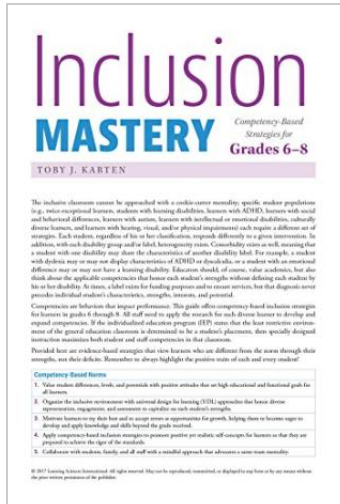 Inclusion
MASTERY
Competency-Based
Strategies for
Grades 6–8
TOBY J. KARTEN
The inclusive classroom cannot be approached with a cookie-cutter mentality; specific student populations
(e.g., twice-exceptional learners, students with learning disabilities, learners with ADHD, learners with social
and behavioral differences, learners with autism, learners with intellectual or emotional disabilities, culturally
diverse learners, and learners with hearing, visual, and/or physical impairments) each require a different set of
strategies. Each student, regardless of his or her classification, responds differently to a given intervention. In
addition, with each disability group and/or label, heterogeneity exists. Comorbidity exists as well, meaning that
a student with one disability may share the characteristics of another disability label. For example, a student
with dyslexia may or may not display characteristics of ADHD or dyscalculia, or a student with an emotional
difference may or may not have a learning disability. Educators should, of course, value academics, but also
think about the applicable competencies that honor each student's strengths without defining each student by
his or her disability. At times, a label exists for funding purposes and to ensure services, but that diagnosis never
precedes individual student's characteristics, strengths, interests, and potential.
Competencies are behaviors that impact performance. This guide offers competency-based inclusion strategies
for learners in grades 6 through 8. All staff need to apply the research for each diverse learner to develop and
expand competencies. If the individualized education program (IEP) states that the least restrictive environ-
ment of the general education classroom is determined to be a student's placement, then specially designed
instruction maximizes both student and staff competencies in that classroom.
Provided here are evidence-based strategies that view learners who are different from the norm through their
strengths, not their deficits. Remember to always highlight the positive traits of each and every student!
Competency-Based Norms
1. Value student differences, levels, and potentials with positive attitudes that set high educational and functional goals for
all learners.
2. Organize the inclusive environment with universal design for learning (UDL) approaches that honor diverse
representation, engagement, and assessment to capitalize on each student's strengths.
3. Motivate learners to try their best and to accept errors as opportunities for growth, helping them to become eager to
develop and apply knowledge and skills beyond the grade received.
4. Apply competency-based inclusion strategies to promote positive yet realistic self-concepts for learners so that they are
prepared to achieve the rigor of the standards.
5. Collaborate with students, family, and all staff with a mindful approach that advocates a same-team mentality.
© 2017 Learning Sciences International. All rights reserved. May not be reproduced, transmitted, or displayed in any form or by any means without
the prior written permission of the publisher.